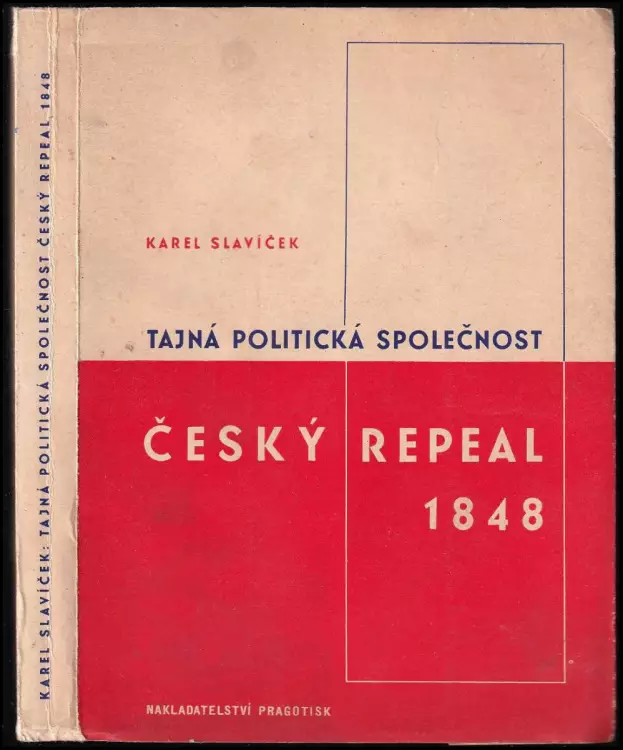 KAREL SLAVÍČEK: TAJNÁ POLITICKÁ SPOLEČNOST ČESKÝ REPEAL 1848
KAREL SLAVÍČEK
TAJNÁ POLITICKÁ SPOLEČNOST
ČESKÝ REPEAL
1848
NAKLADATELSTVÍ PRAGOTISK